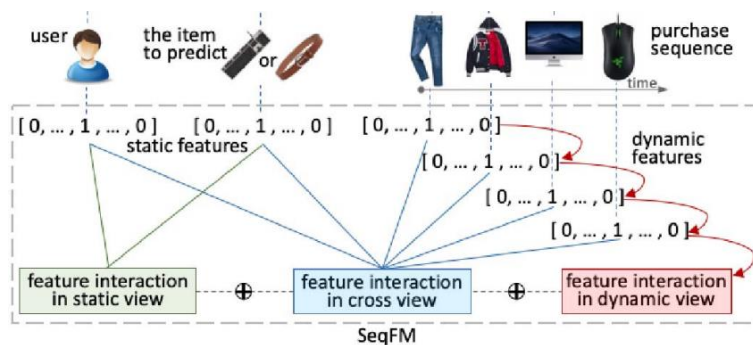 user
the item
to predict
or
purchase
sequence
time
[ 0, ... , 1 , ... , 0 ]
[ 0, ... , 1 , ... , 0 ]
[ 0, ... , 1 , ... , 0 ]
static features
dynamic
features
[ 0, ... , 1 , ... , 0 ]
[ 0, ... , 1 , ... , 0 ]
[ 0, ... , 1 , ... , 0 ]
feature interaction
in static view
feature interaction
in cross view
feature interaction
in dynamic view
SeqFM